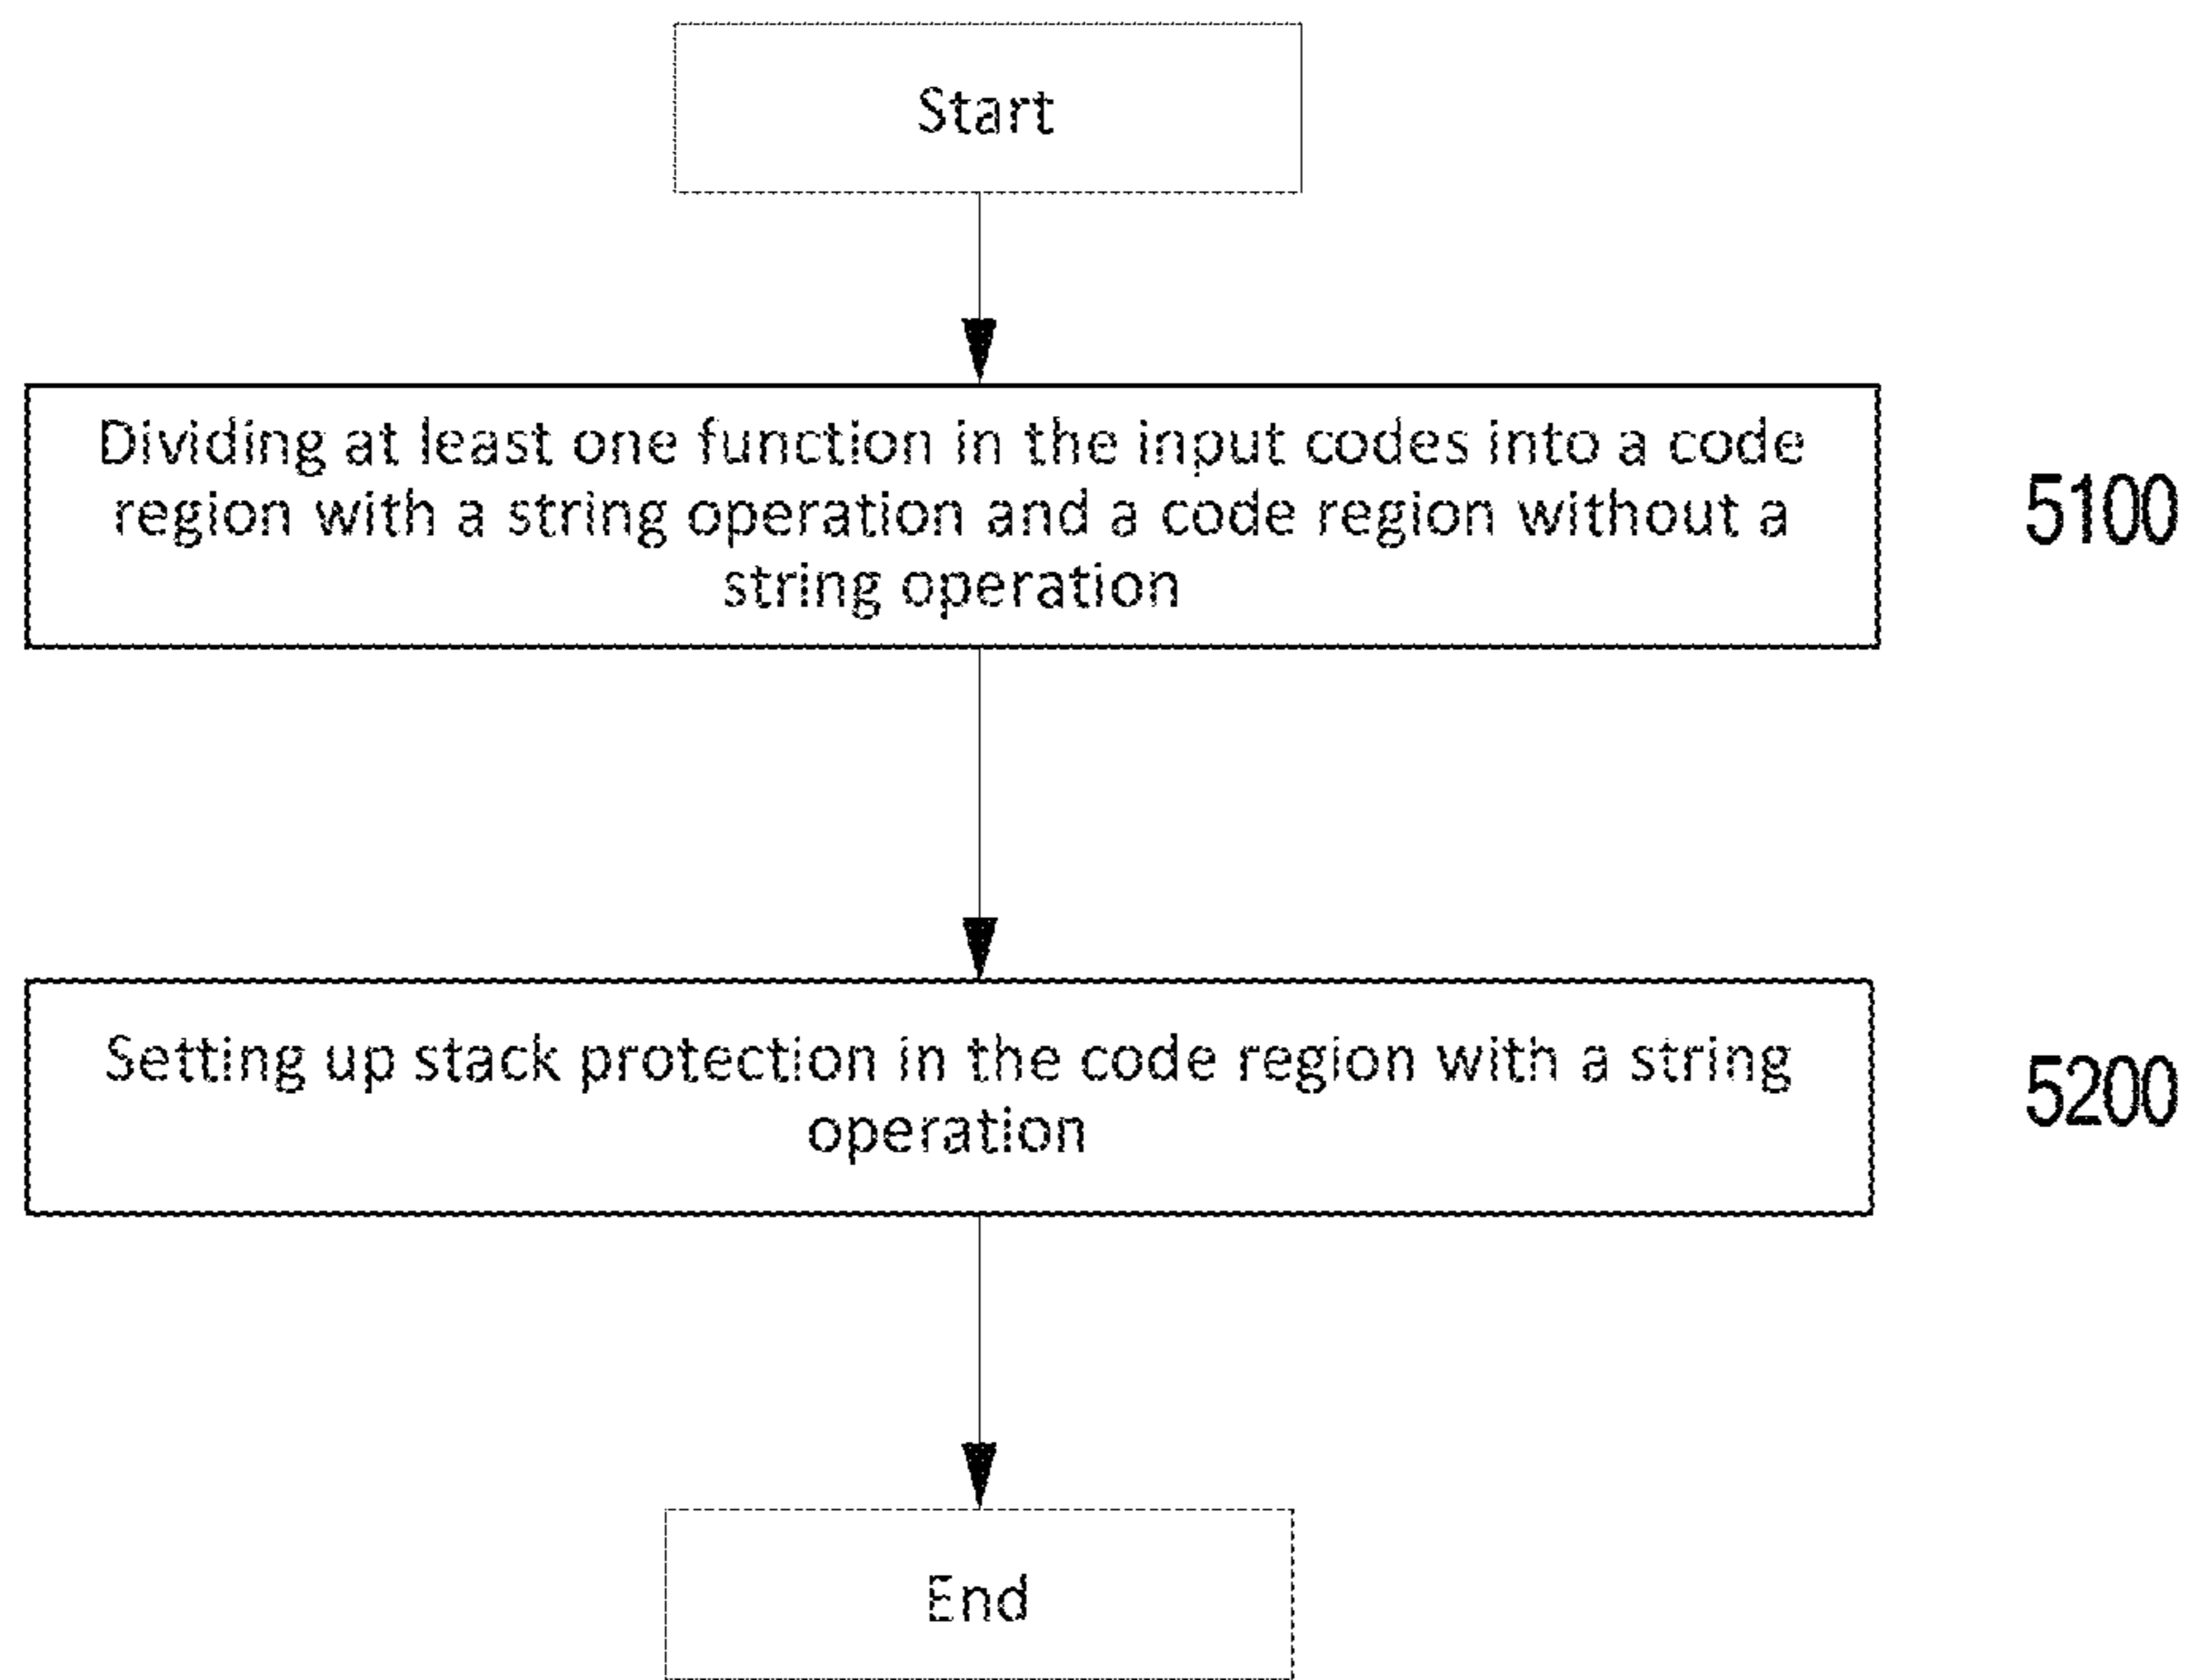 Start
Dividing at least one function in the input codes into a code
region with a string operation and a code region without a
string operation
5100
Setting up stack protection in the code region with a string
operation
5200
End